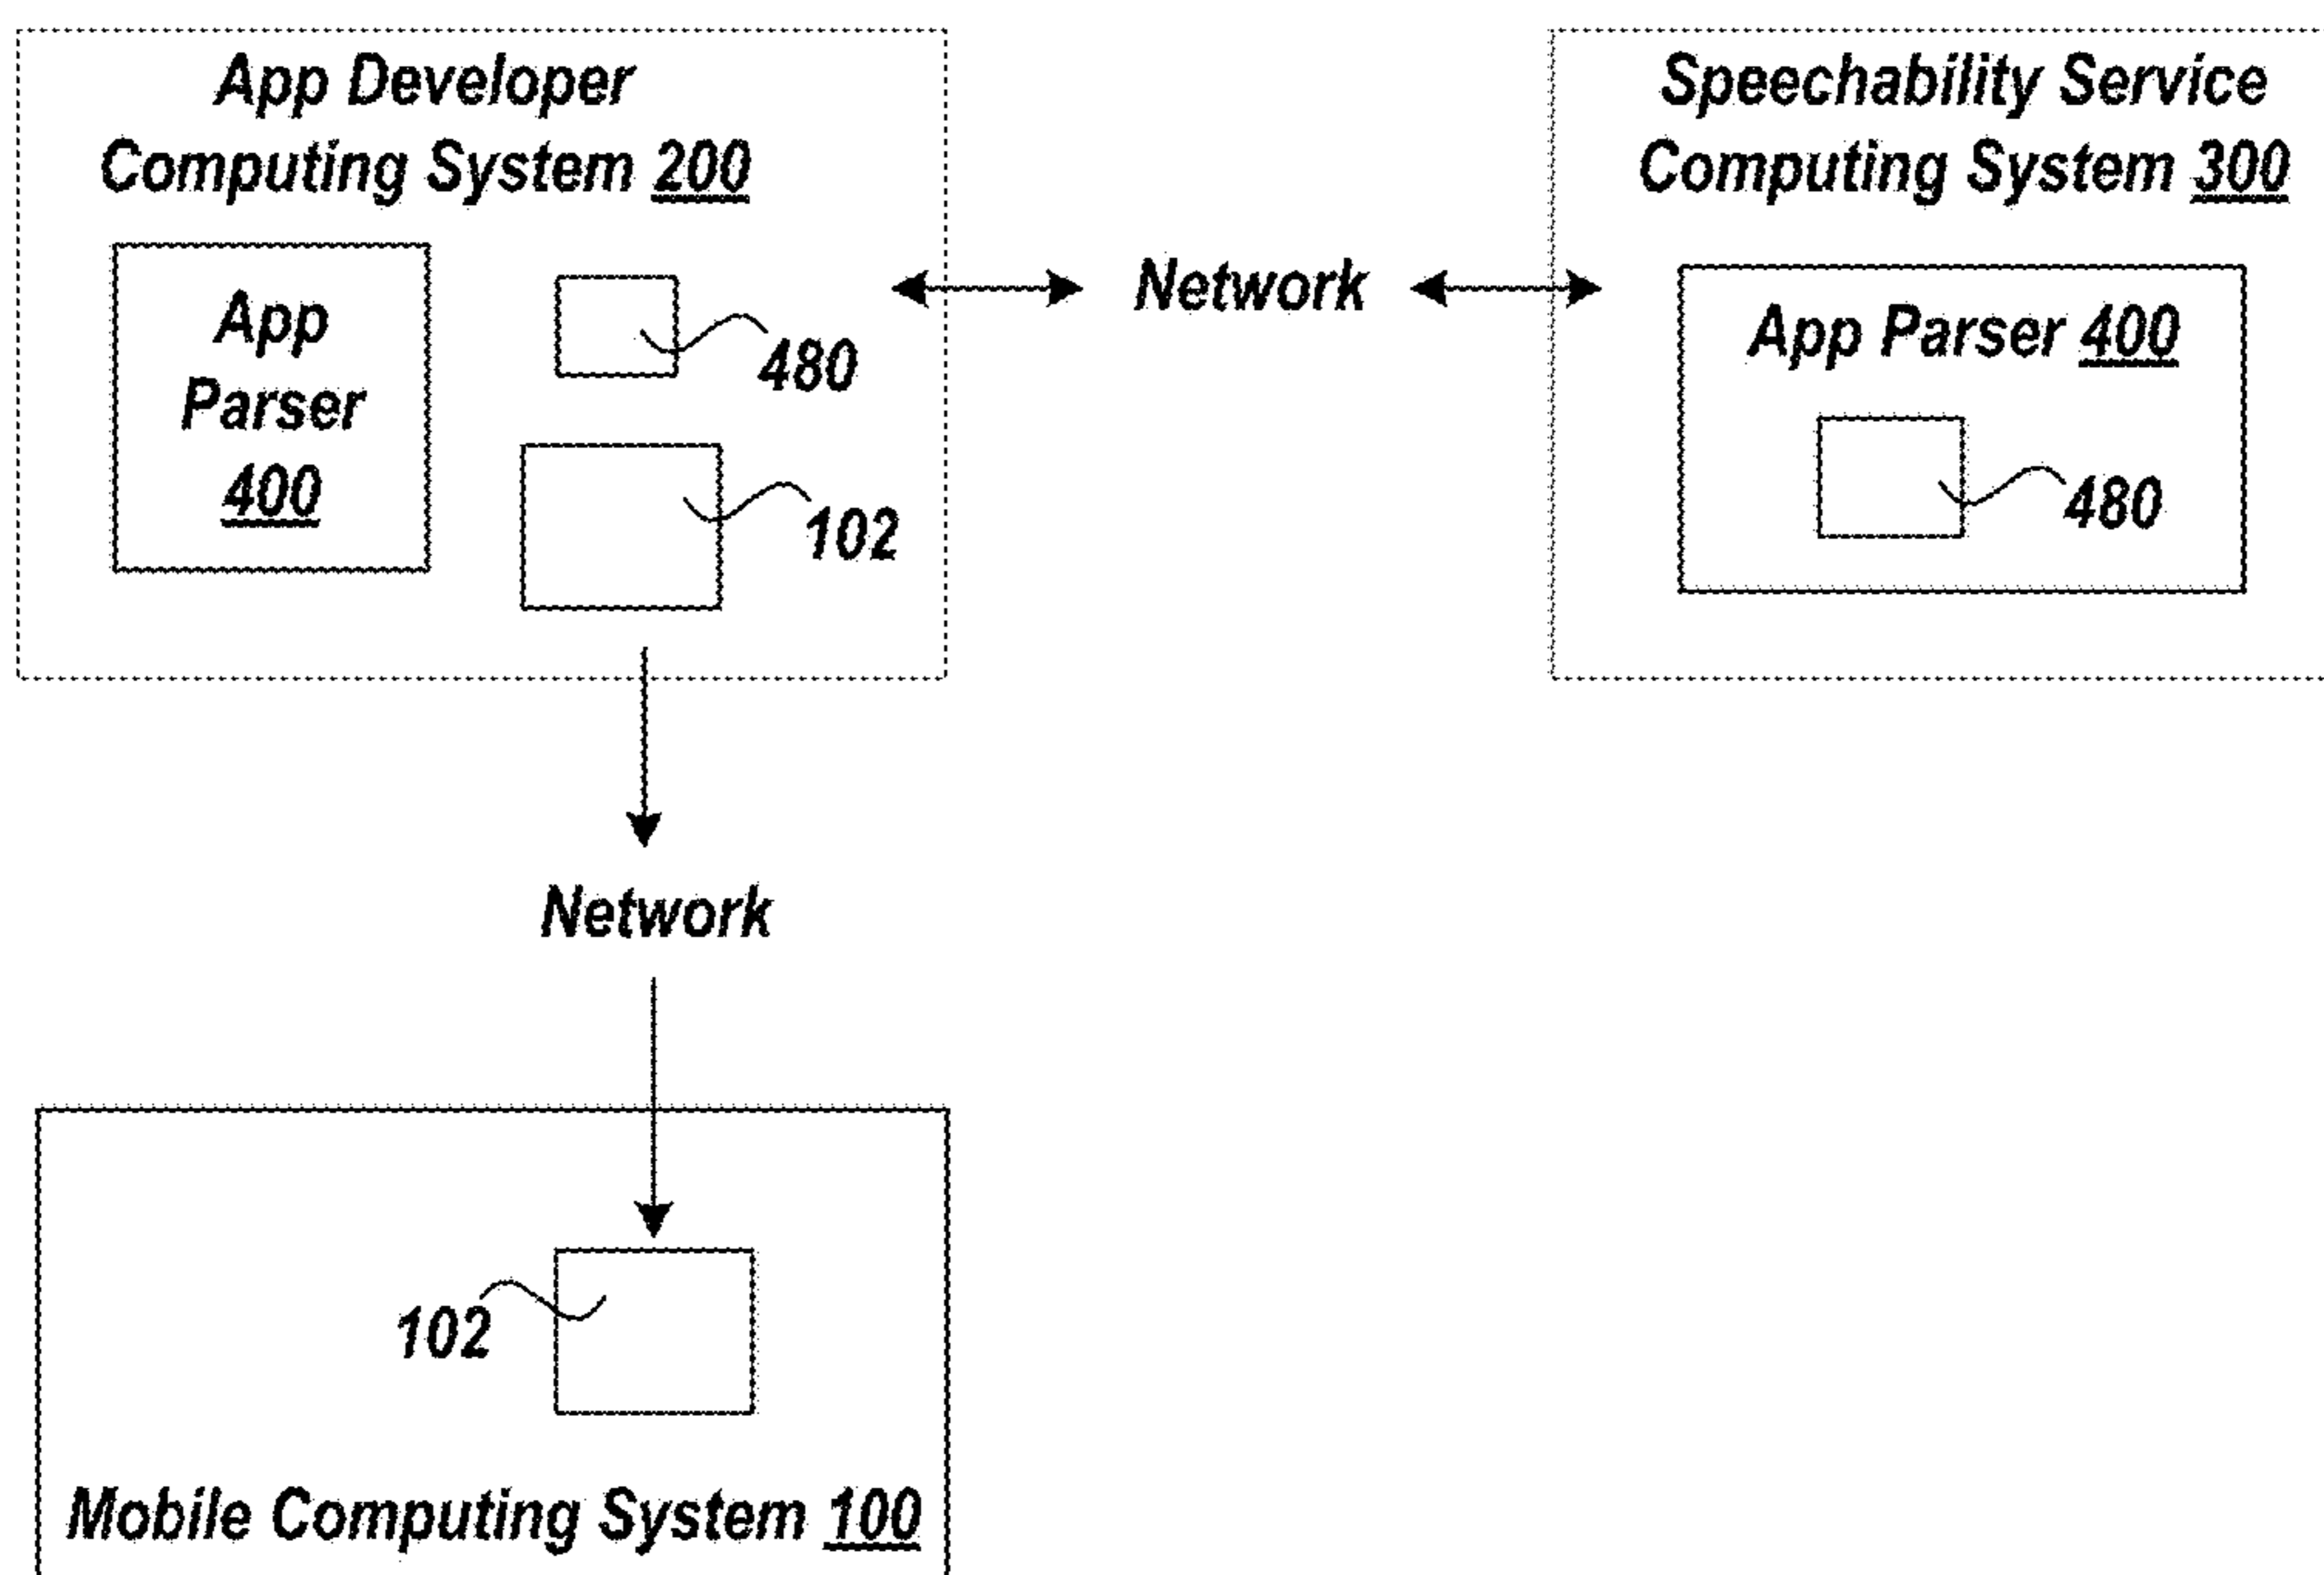 App Developer
Computing System 200
App
Parser
400
480
102
Network
Speechability Service
Computing System 300
App Parser 400
480
Network
102
Mobile Computing System 100